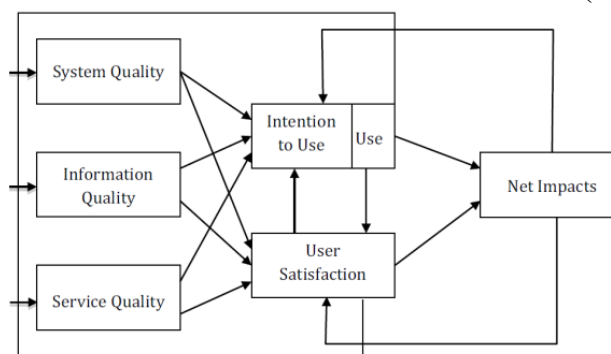 System Quality
Intention
to Use
Use
Information
Quality
Net Impacts
User
Satisfaction
Service Quality